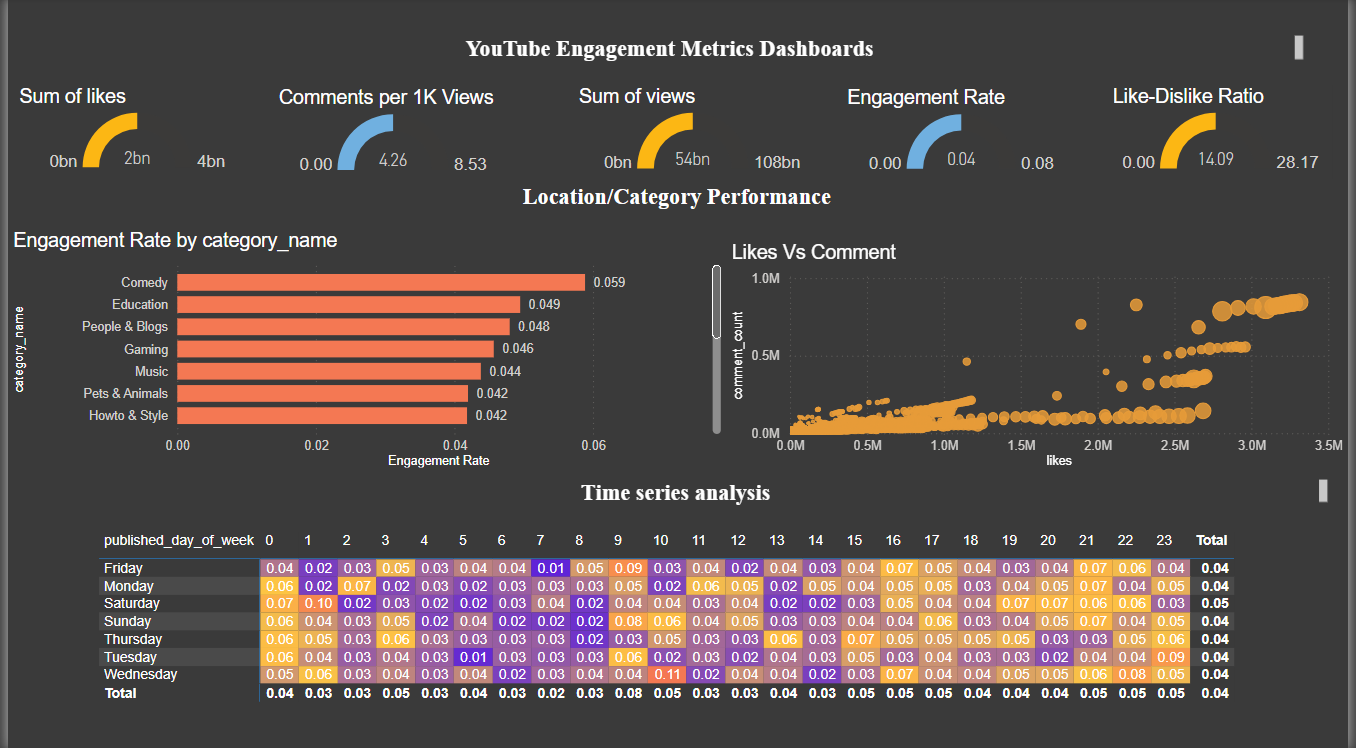 YouTube Engagement Metrics Dashboards
Sum of likes
0bn 2bn 4bn
Comments per 1K Views
0.00 4.26 8.53
Sum of views
0bn 54bn 108bn
Engagement Rate
0.00 0.04 0.08
Like-Dislike Ratio
0.00 14.09 28.17
Location/Category Performance
Engagement Rate by category_name
category_name
Comedy 0.059
Education 0.049
People & Blogs 0.048
Gaming 0.046
Music 0.044
Pets & Animals 0.042
Howto & Style 0.042
0.00 0.02 0.04 0.06
Engagement Rate
Likes Vs Comment
comment_count
1.0M
0.5M
0.0M
0.0M 0.5M 1.0M 1.5M 2.0M 2.5M 3.0M 3.5M
likes
Time series analysis
published_day_of_week 0 1 2 3 4 5 6 7 8 9 10 11 12 13 14 15 16 17 18 19 20 21 22 23 Total
Friday 0.04 0.02 0.03 0.05 0.03 0.04 0.04 0.01 0.05 0.09 0.03 0.04 0.02 0.04 0.03 0.04 0.07 0.05 0.04 0.03 0.04 0.07 0.06 0.04 0.04
Monday 0.06 0.02 0.07 0.02 0.03 0.02 0.03 0.03 0.03 0.05 0.02 0.06 0.05 0.02 0.05 0.04 0.05 0.05 0.03 0.04 0.05 0.07 0.04 0.05 0.04
Saturday 0.07 0.10 0.02 0.03 0.02 0.02 0.03 0.04 0.02 0.04 0.04 0.03 0.04 0.02 0.02 0.03 0.05 0.04 0.04 0.07 0.07 0.06 0.06 0.03 0.05
Sunday 0.06 0.04 0.03 0.05 0.02 0.04 0.02 0.02 0.02 0.08 0.06 0.04 0.05 0.03 0.03 0.04 0.04 0.06 0.03 0.04 0.05 0.07 0.04 0.05 0.04
Thursday 0.06 0.05 0.03 0.06 0.03 0.03 0.03 0.03 0.02 0.03 0.05 0.03 0.03 0.06 0.03 0.07 0.05 0.05 0.05 0.05 0.03 0.03 0.05 0.06 0.04
Tuesday 0.06 0.04 0.03 0.04 0.03 0.01 0.03 0.03 0.03 0.06 0.02 0.03 0.02 0.04 0.03 0.05 0.03 0.04 0.03 0.03 0.02 0.04 0.04 0.09 0.04
Wednesday 0.05 0.06 0.03 0.04 0.03 0.04 0.02 0.03 0.04 0.03 0.11 0.02 0.04 0.04 0.02 0.03 0.07 0.04 0.04 0.05 0.05 0.06 0.08 0.05 0.04
Total 0.04 0.03 0.03 0.05 0.03 0.04 0.03 0.02 0.03 0.08 0.05 0.03 0.03 0.04 0.03 0.04 0.05 0.04 0.04 0.04 0.04 0.05 0.05 0.05 0.04